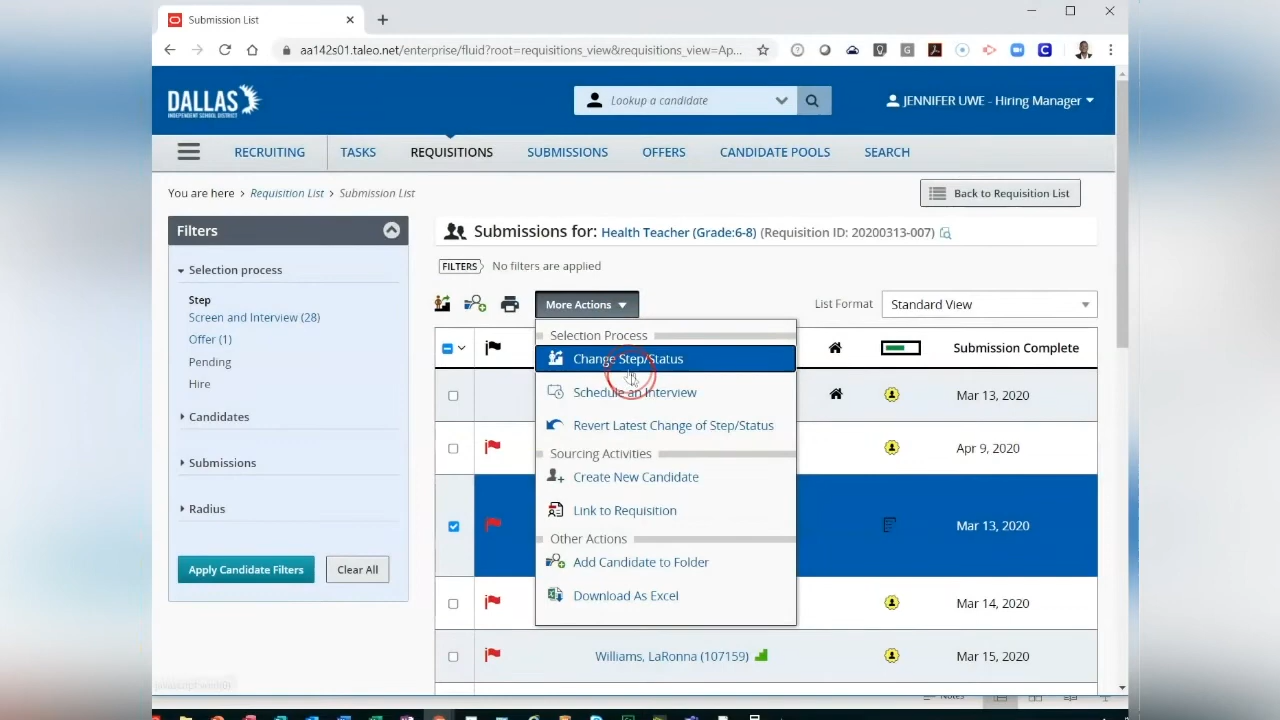 Submission List
aa142s01.taleo.net/enterprise/fluid?root=requisitions_view&requisitions_view=Ap...
DALLAS
INDEPENDENT SCHOOL DISTRICT
Lookup a candidate
JENNIFER UWE - Hiring Manager
RECRUITING
TASKS
REQUISITIONS
SUBMISSIONS
OFFERS
CANDIDATE POOLS
SEARCH
You are here > Requisition List > Submission List
Back to Requisition List
Filters
Submissions for: Health Teacher (Grade:6-8) (Requisition ID: 20200313-007)
FILTERS No filters are applied
Selection process
Step
Screen and Interview (28)
Offer (1)
Pending
Hire
Candidates
Submissions
Radius
Apply Candidate Filters
Clear All
More Actions
List Format
Standard View
Selection Process
Change Step/Status
Schedule an Interview
Revert Latest Change of Step/Status
Sourcing Activities
Create New Candidate
Link to Requisition
Other Actions
Add Candidate to Folder
Download As Excel
Submission Complete
Mar 13, 2020
Apr 9, 2020
Mar 13, 2020
Mar 14, 2020
Williams, LaRonna (107159)
Mar 15, 2020
Notes